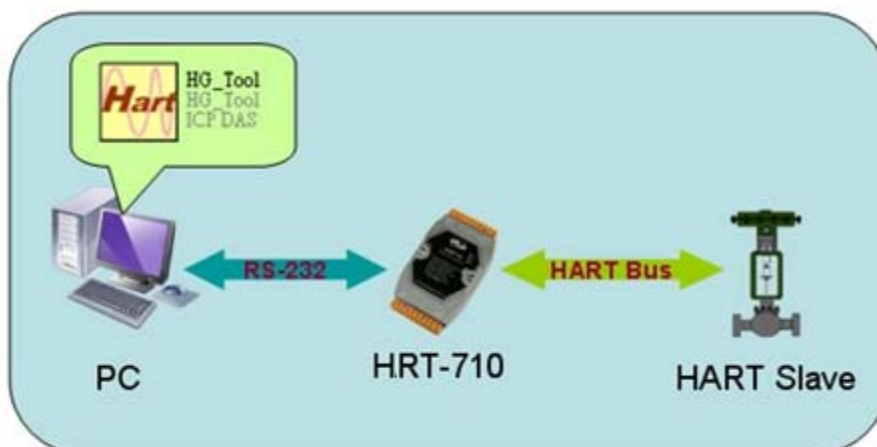 Hart
HG_Tool
HG_Tool
ICP DAS
RS-232
HART Bus
PC
HRT-710
HART Slave